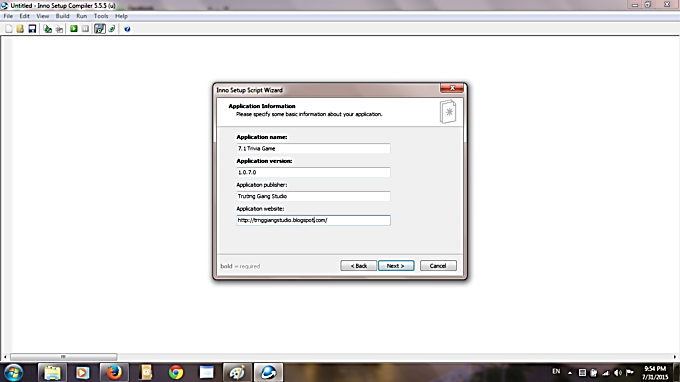 Untitled - Inno Setup Compiler 5.5.5 (u)
File Edit View Build Run Tools Help
Inno Setup Script Wizard
Application Information
Please specify some basic information about your application.
Application name:
7.1 Trivia Game
Application version:
1.0.7.0
Application publisher:
Trường Giang Studio
Application website:
http://trnggiangstudio.blogspot.com/
bold = required
< Back Next > Cancel
EN
9:54 PM
7/31/2015